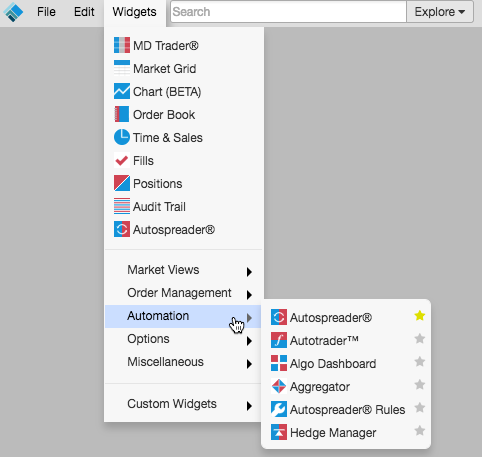 File Edit Widgets Search Explore
MD Trader®
Market Grid
Chart (BETA)
Order Book
Time & Sales
Fills
Positions
Audit Trail
Autospreader®
Market Views
Order Management
Automation
Options
Miscellaneous
Custom Widgets
Autospreader®
Autotrader™
Algo Dashboard
Aggregator
Autospreader® Rules
Hedge Manager